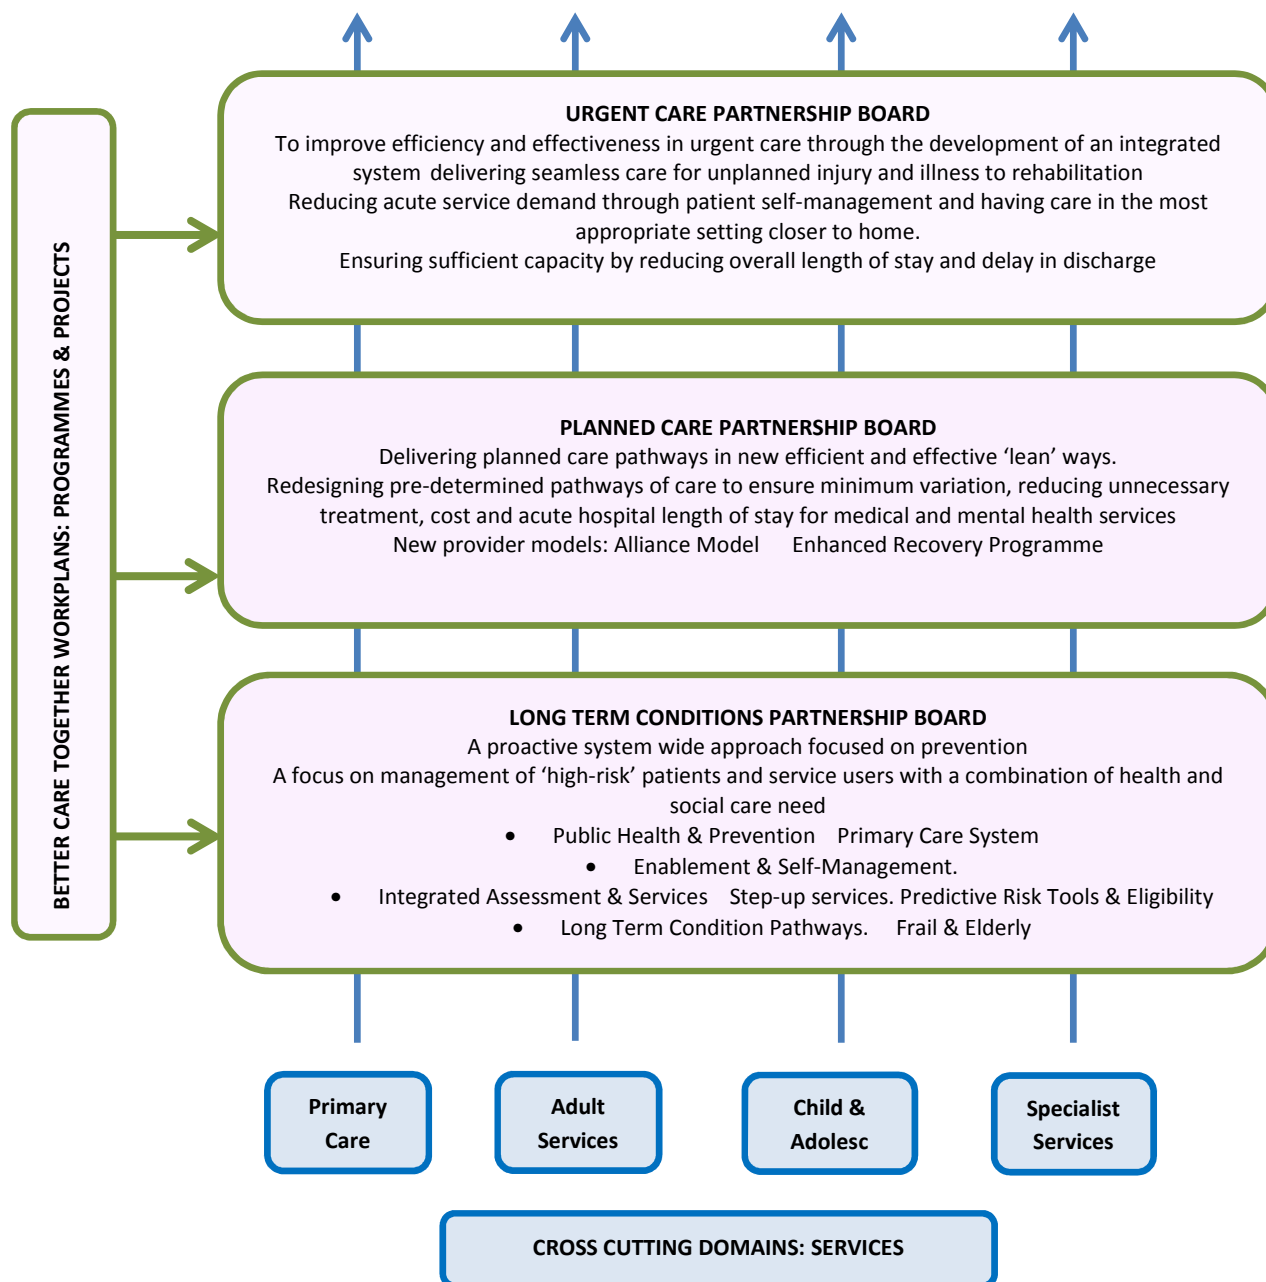 BETTER CARE TOGETHER WORKPLANS: PROGRAMMES & PROJECTS
URGENT CARE PARTNERSHIP BOARD
To improve efficiency and effectiveness in urgent care through the development of an integrated
system delivering seamless care for unplanned injury and illness to rehabilitation
Reducing acute service demand through patient self-management and having care in the most
appropriate setting closer to home.
Ensuring sufficient capacity by reducing overall length of stay and delay in discharge
PLANNED CARE PARTNERSHIP BOARD
Delivering planned care pathways in new efficient and effective ‘lean’ ways.
Redesigning pre-determined pathways of care to ensure minimum variation, reducing unnecessary
treatment, cost and acute hospital length of stay for medical and mental health services
New provider models: Alliance Model Enhanced Recovery Programme
LONG TERM CONDITIONS PARTNERSHIP BOARD
A proactive system wide approach focused on prevention
A focus on management of ‘high-risk’ patients and service users with a combination of health and
social care need
• Public Health & Prevention Primary Care System
• Enablement & Self-Management.
• Integrated Assessment & Services Step-up services. Predictive Risk Tools & Eligibility
• Long Term Condition Pathways. Frail & Elderly
Primary
Care
Adult
Services
Child &
Adolesc
Specialist
Services
CROSS CUTTING DOMAINS: SERVICES